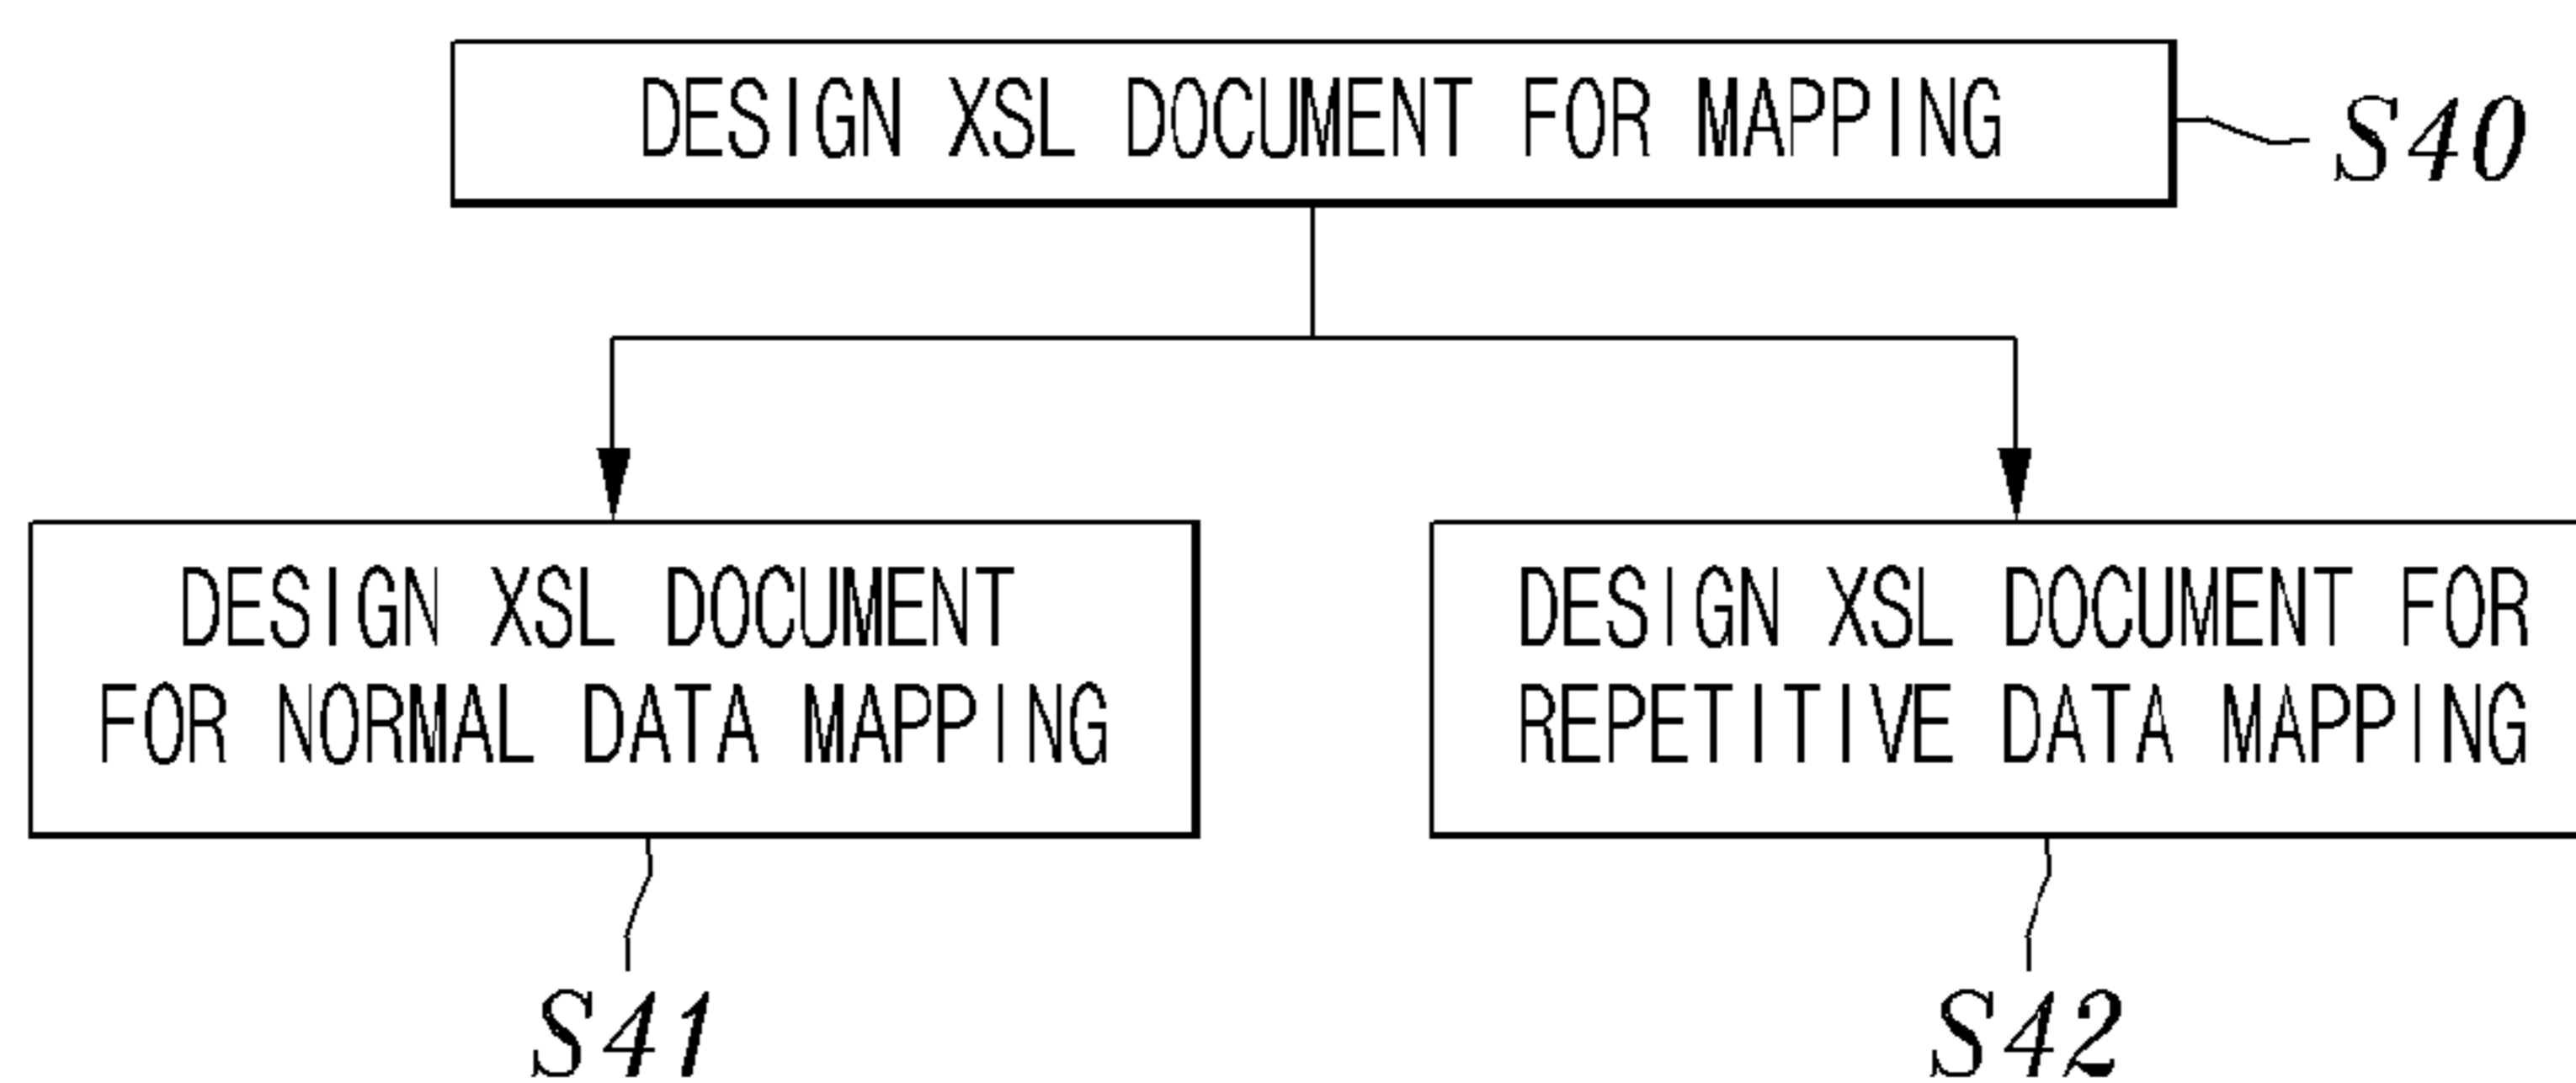 DESIGN XSL DOCUMENT FOR MAPPING
S40
DESIGN XSL DOCUMENT
FOR NORMAL DATA MAPPING
DESIGN XSL DOCUMENT FOR
REPETITIVE DATA MAPPING
S41
S42